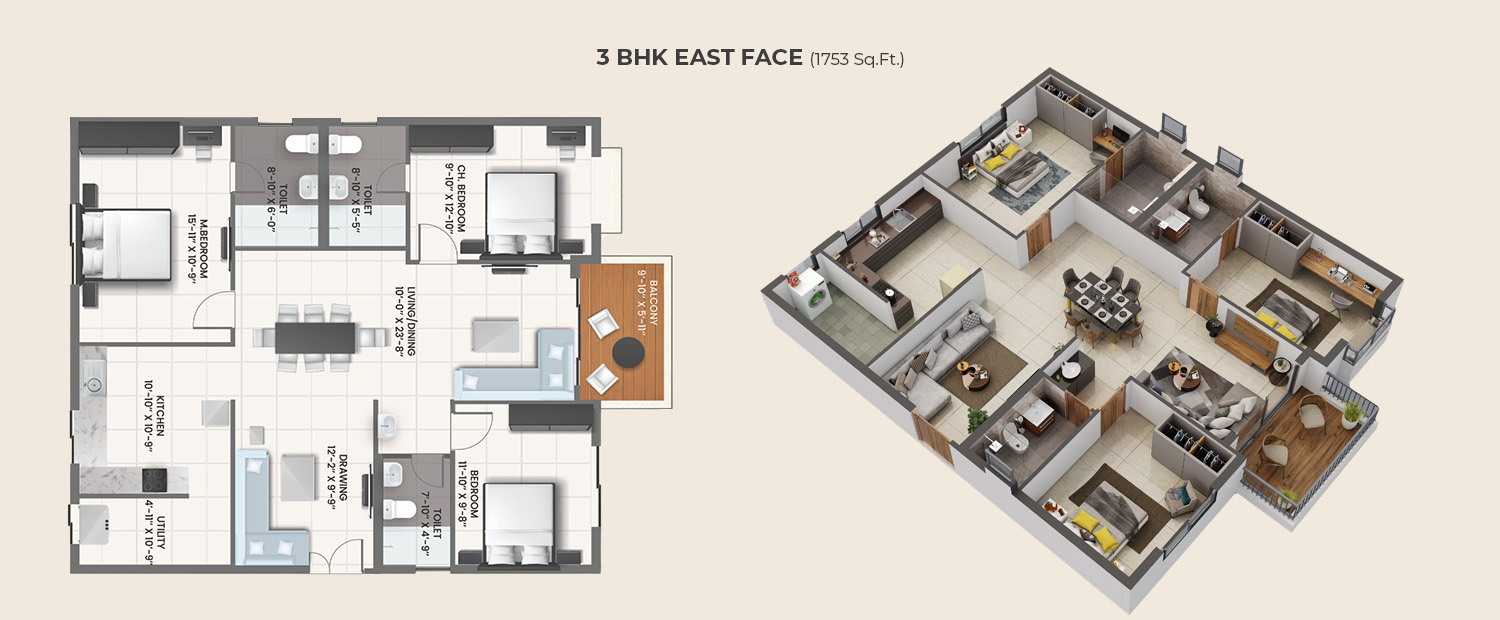 3 BHK EAST FACE (1753 Sq.Ft.)
M.BEDROOM
15'-11" X 10'-9"
TOILET
8'-10" X 6'-0"
TOILET
8'-10" X 5'-5"
CH. BEDROOM
9'-10" X 12'-10"
BALCONY
9'-10" X 5'-11"
LIVING/DINING
10'-0" X 23'-8"
KITCHEN
10'-10" X 10'-9"
DRAWING
12'-2" X 9'-9"
TOILET
7'-10" X 4'-9"
BEDROOM
11'-10" X 9'-8"
UTILITY
4'-11" X 10'-9"